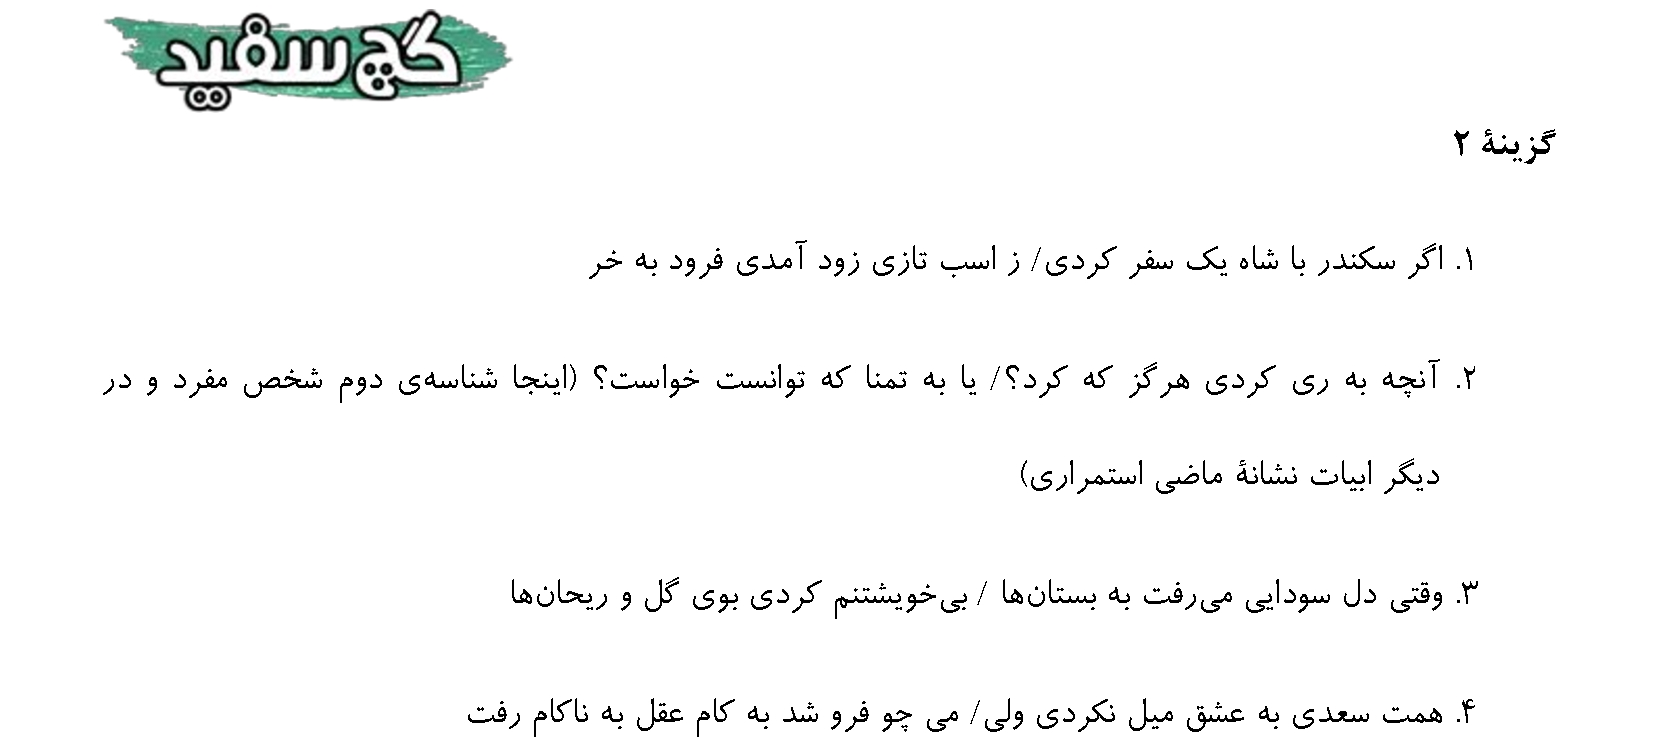 گچ سفید
گزینهٔ ۲
۱. اگر سکندر با شاه یک سفر کردی/ ز اسب تازی زود آمدی فرود به خر
۲. آنچه به ری کردی هرگز که کرد؟/ یا به تمنا که توانست خواست؟ (اینجا شناسه‌ی دوم شخص مفرد و در
دیگر ابیات نشانهٔ ماضی استمراری)
۳. وقتی دل سودایی می‌رفت به بستان‌ها / بی‌خویشتنم کردی بوی گل و ریحان‌ها
۴. همت سعدی به عشق میل نکردی ولی/ می چو فرو شد به کام عقل به ناکام رفت